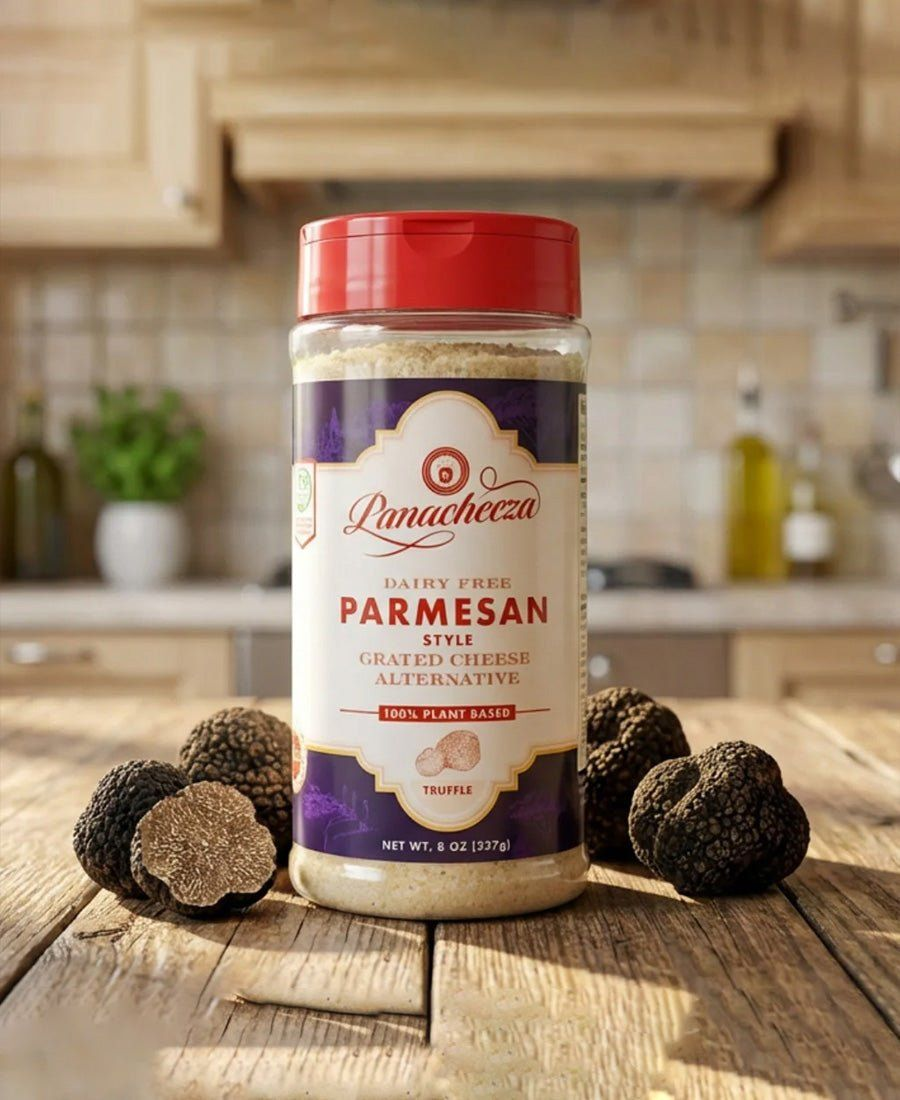 Panacheeza
DAIRY FREE
PARMESAN
STYLE
GRATED CHEESE
ALTERNATIVE
100% PLANT BASED
TRUFFLE
NET WT, 8 OZ (337g)